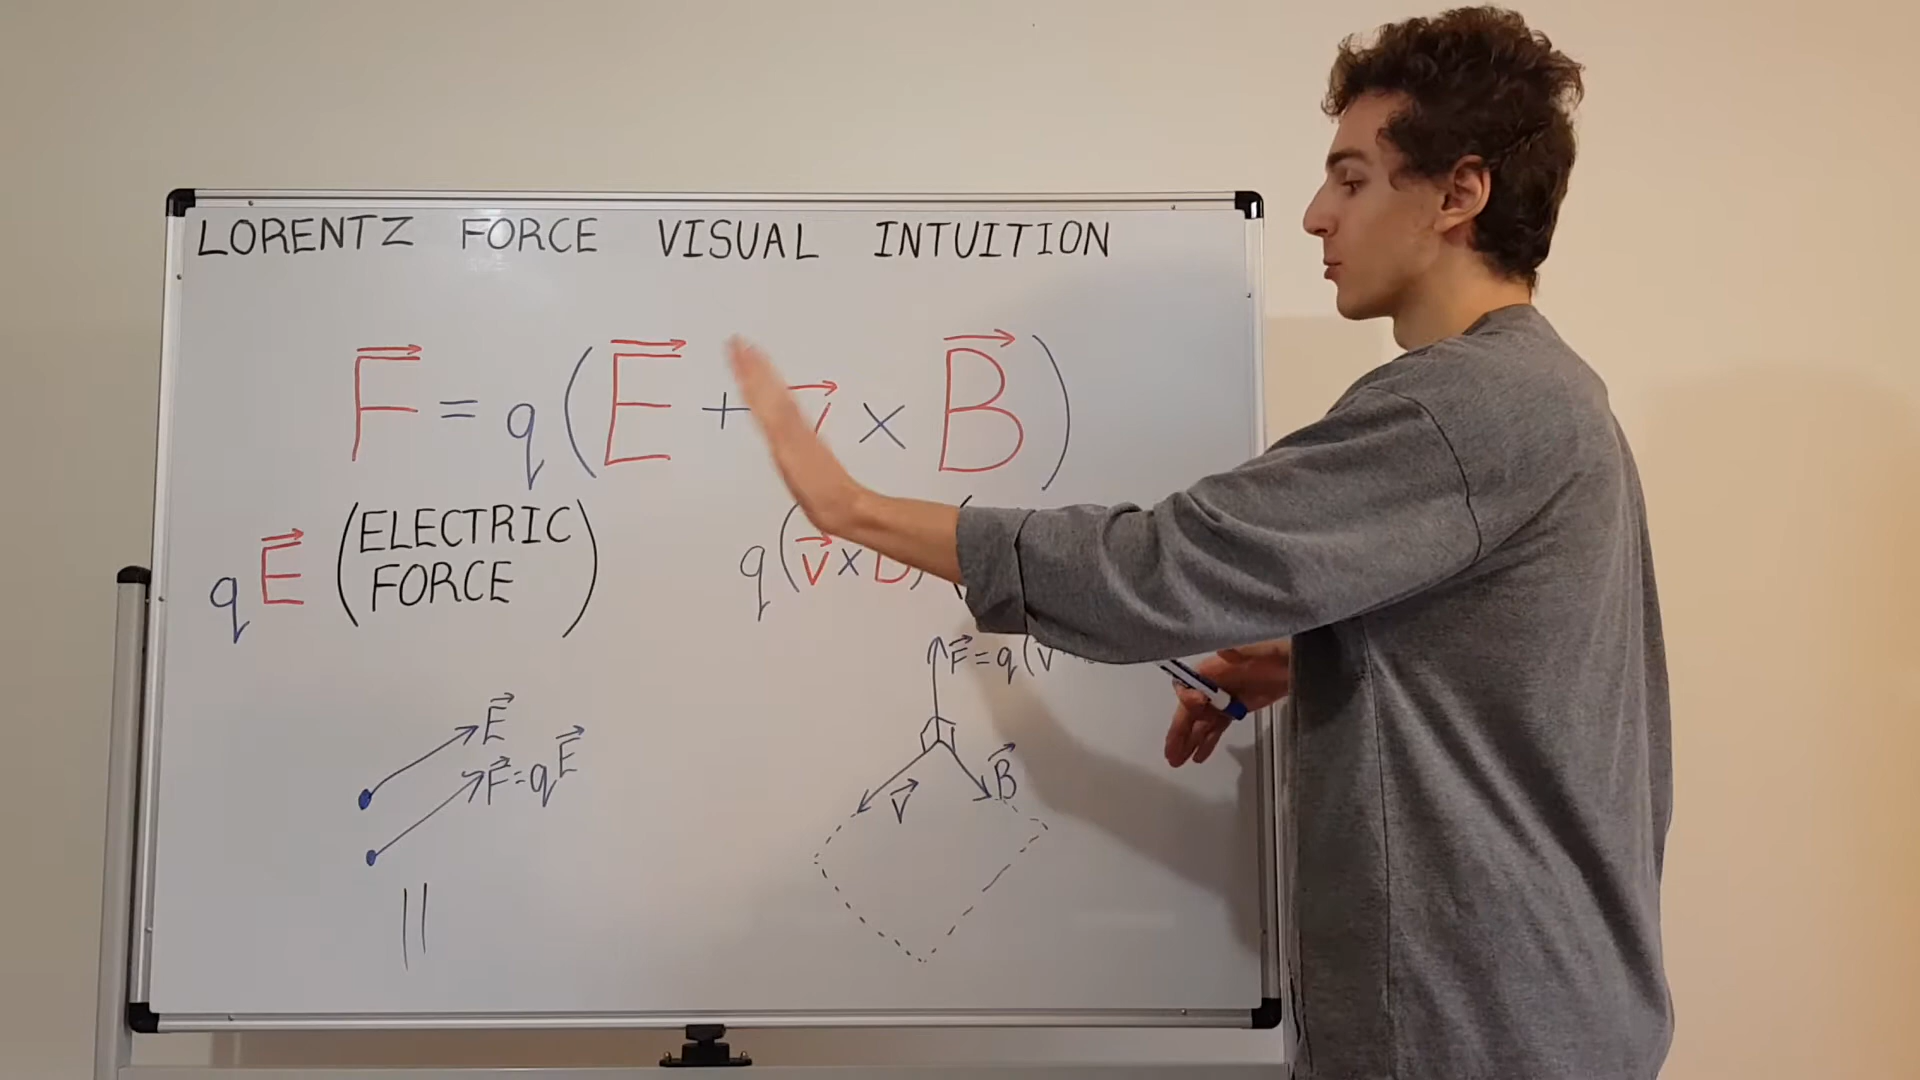 LORENTZ FORCE VISUAL INTUITION
F⃗ = q(E⃗ + v⃗ × B⃗)
qE⃗ (ELECTRIC FORCE)
q(v⃗ × B⃗) (
F⃗ = q(v⃗
E⃗
F⃗ = qE⃗
v⃗
B⃗
||